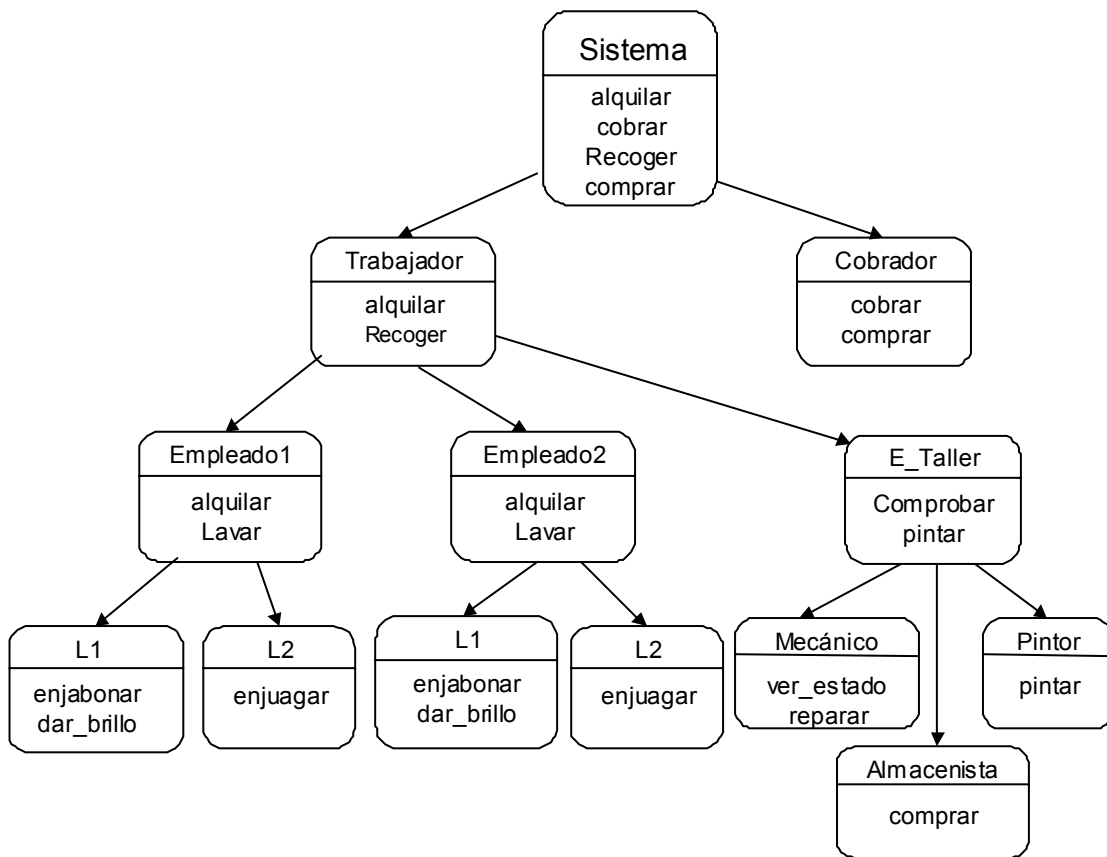 Sistema
alquilar
cobrar
Recoger
comprar
Trabajador
alquilar
Recoger
Cobrador
cobrar
comprar
Empleado1
alquilar
Lavar
Empleado2
alquilar
Lavar
E_Taller
Comprobar
pintar
L1
enjabonar
dar_brillo
L2
enjuagar
L1
enjabonar
dar_brillo
L2
enjuagar
Mecánico
ver_estado
reparar
Pintor
pintar
Almacenista
comprar